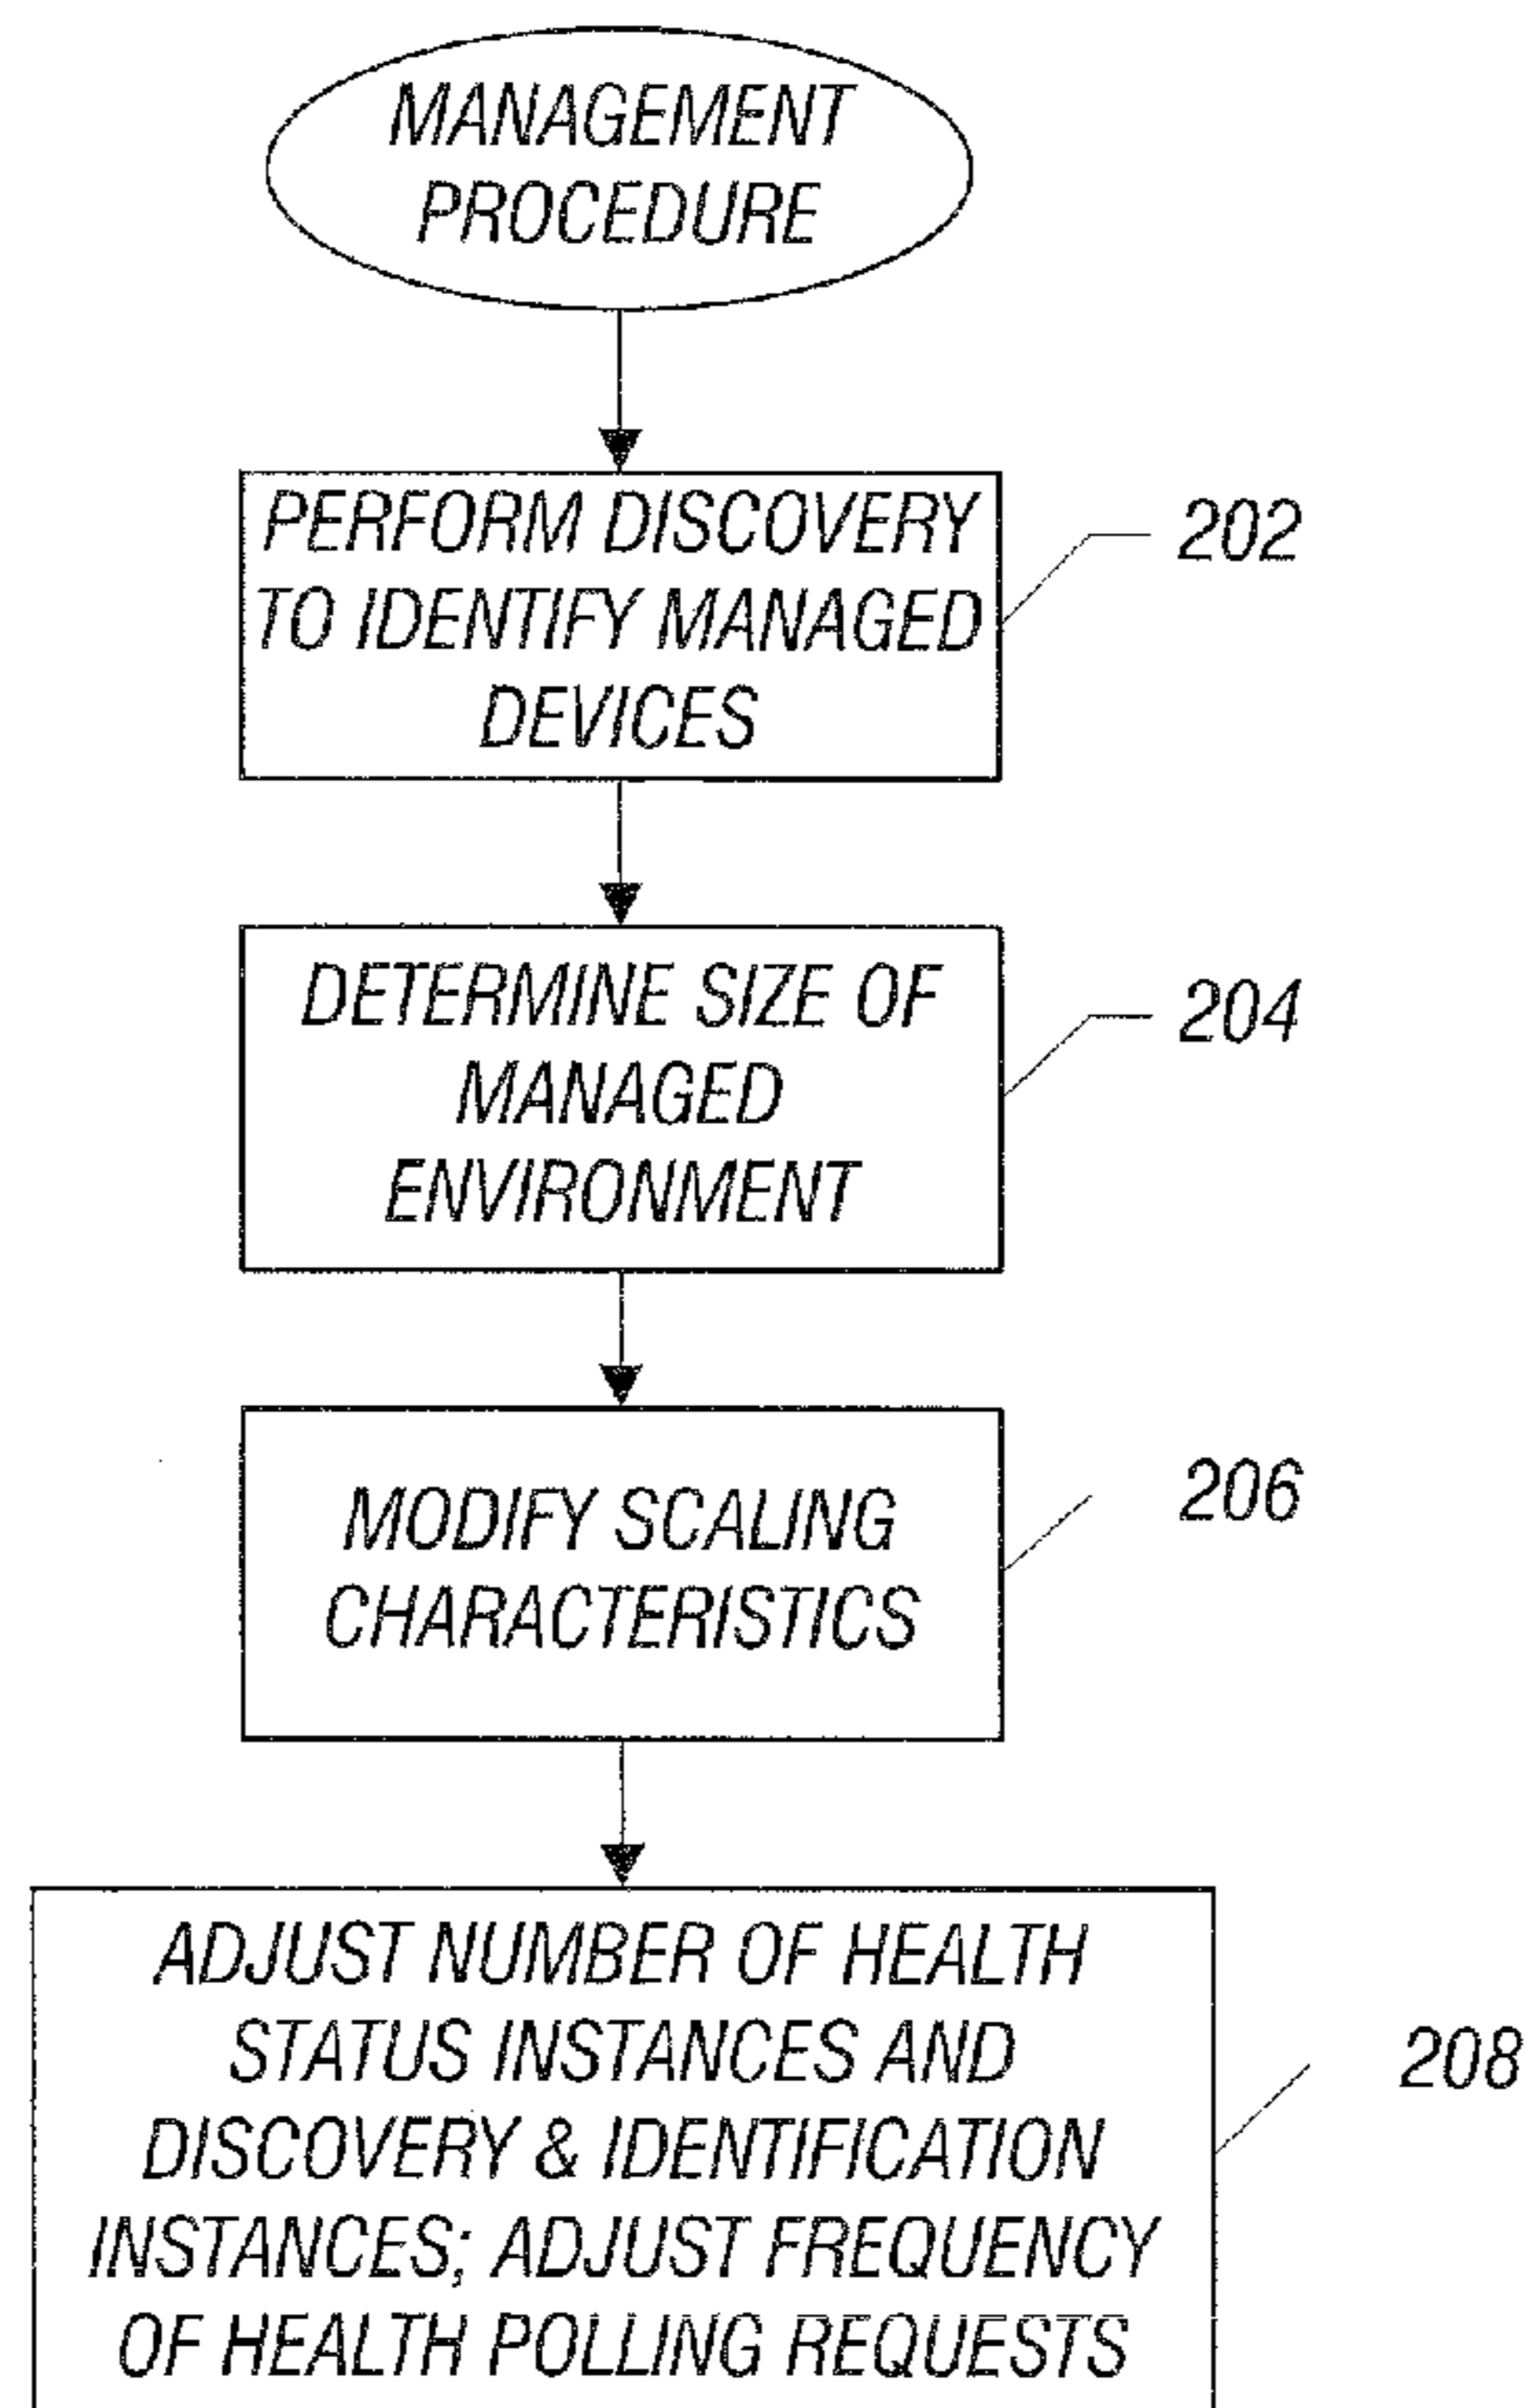 MANAGEMENT
PROCEDURE
PERFORM DISCOVERY
TO IDENTIFY MANAGED
DEVICES
202
DETERMINE SIZE OF
MANAGED
ENVIRONMENT
204
MODIFY SCALING
CHARACTERISTICS
206
ADJUST NUMBER OF HEALTH
STATUS INSTANCES AND
DISCOVERY & IDENTIFICATION
INSTANCES; ADJUST FREQUENCY
OF HEALTH POLLING REQUESTS
208